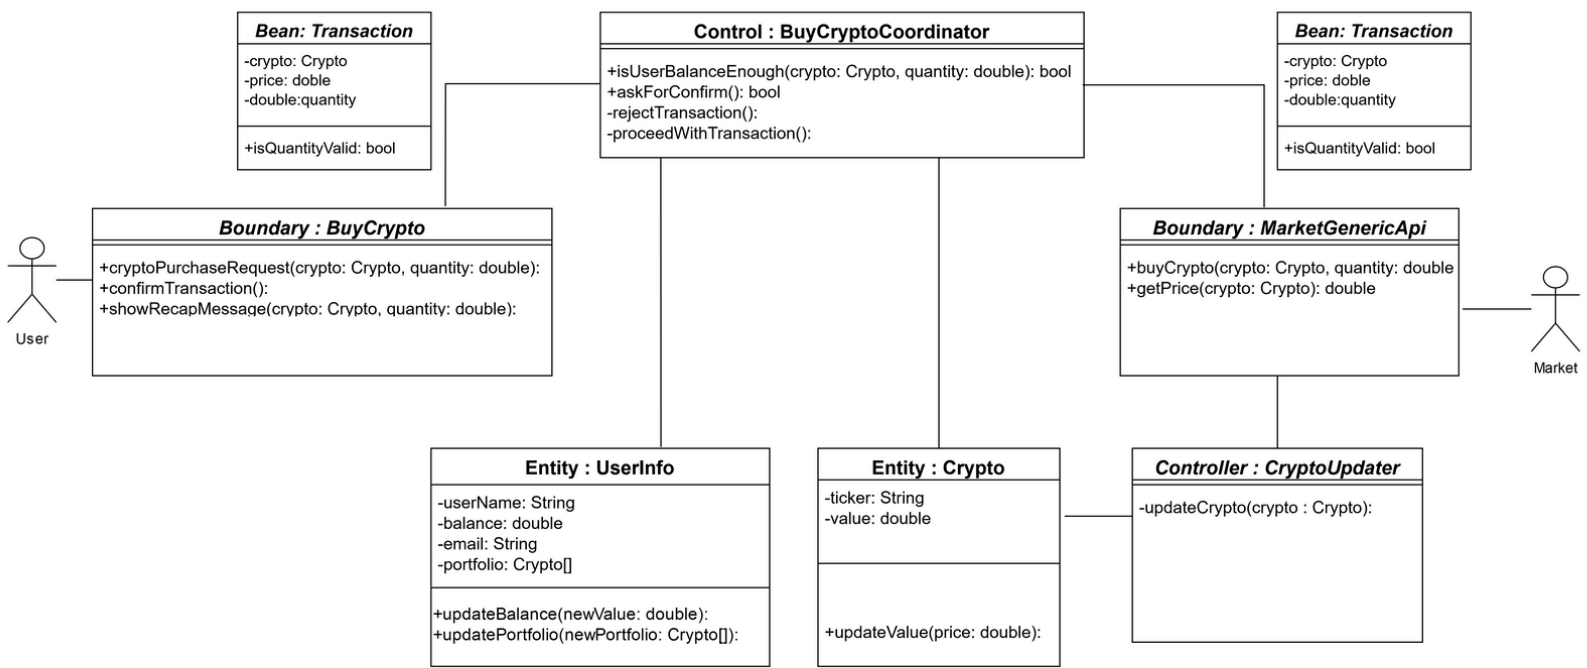 Bean: Transaction
-crypto: Crypto
-price: doble
-double:quantity
+isQuantityValid: bool
Control : BuyCryptoCoordinator
+isUserBalanceEnough(crypto: Crypto, quantity: double): bool
+askForConfirm(): bool
-rejectTransaction():
-proceedWithTransaction():
Bean: Transaction
-crypto: Crypto
-price: doble
-double:quantity
+isQuantityValid: bool
User
Boundary : BuyCrypto
+cryptoPurchaseRequest(crypto: Crypto, quantity: double):
+confirmTransaction():
+showRecapMessage(crypto: Crypto, quantity: double):
Boundary : MarketGenericApi
+buyCrypto(crypto: Crypto, quantity: double
+getPrice(crypto: Crypto): double
Market
Entity : UserInfo
-userName: String
-balance: double
-email: String
-portfolio: Crypto[]
+updateBalance(newValue: double):
+updatePortfolio(newPortfolio: Crypto[]):
Entity : Crypto
-ticker: String
-value: double
+updateValue(price: double):
Controller : CryptoUpdater
-updateCrypto(crypto : Crypto):